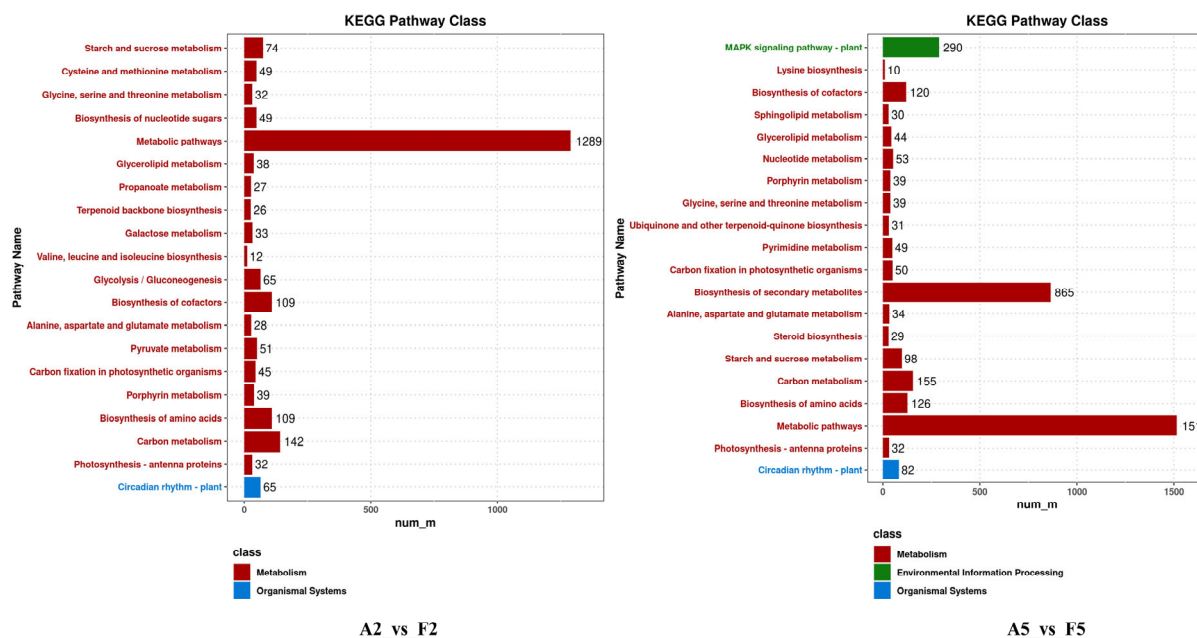 KEGG Pathway Class
Pathway Name
Starch and sucrose metabolism 74
Cysteine and methionine metabolism 49
Glycine, serine and threonine metabolism 32
Biosynthesis of nucleotide sugars 49
Metabolic pathways 1289
Glycerolipid metabolism 38
Propanoate metabolism 27
Terpenoid backbone biosynthesis 26
Galactose metabolism 33
Valine, leucine and isoleucine biosynthesis 12
Glycolysis / Gluconeogenesis 65
Biosynthesis of cofactors 109
Alanine, aspartate and glutamate metabolism 28
Pyruvate metabolism 51
Carbon fixation in photosynthetic organisms 45
Porphyrin metabolism 39
Biosynthesis of amino acids 109
Carbon metabolism 142
Photosynthesis - antenna proteins 32
Circadian rhythm - plant 65
0 500 1000
num_m
class
Metabolism
Organismal Systems
A2 vs F2
KEGG Pathway Class
Pathway Name
MAPK signaling pathway - plant 290
Lysine biosynthesis 10
Biosynthesis of cofactors 120
Sphingolipid metabolism 30
Glycerolipid metabolism 44
Nucleotide metabolism 53
Porphyrin metabolism 39
Glycine, serine and threonine metabolism 39
Ubiquinone and other terpenoid-quinone biosynthesis 31
Pyrimidine metabolism 49
Carbon fixation in photosynthetic organisms 50
Biosynthesis of secondary metabolites 865
Alanine, aspartate and glutamate metabolism 34
Steroid biosynthesis 29
Starch and sucrose metabolism 98
Carbon metabolism 155
Biosynthesis of amino acids 126
Metabolic pathways 151
Photosynthesis - antenna proteins 32
Circadian rhythm - plant 82
0 500 1000 1500
num_m
class
Metabolism
Environmental Information Processing
Organismal Systems
A5 vs F5